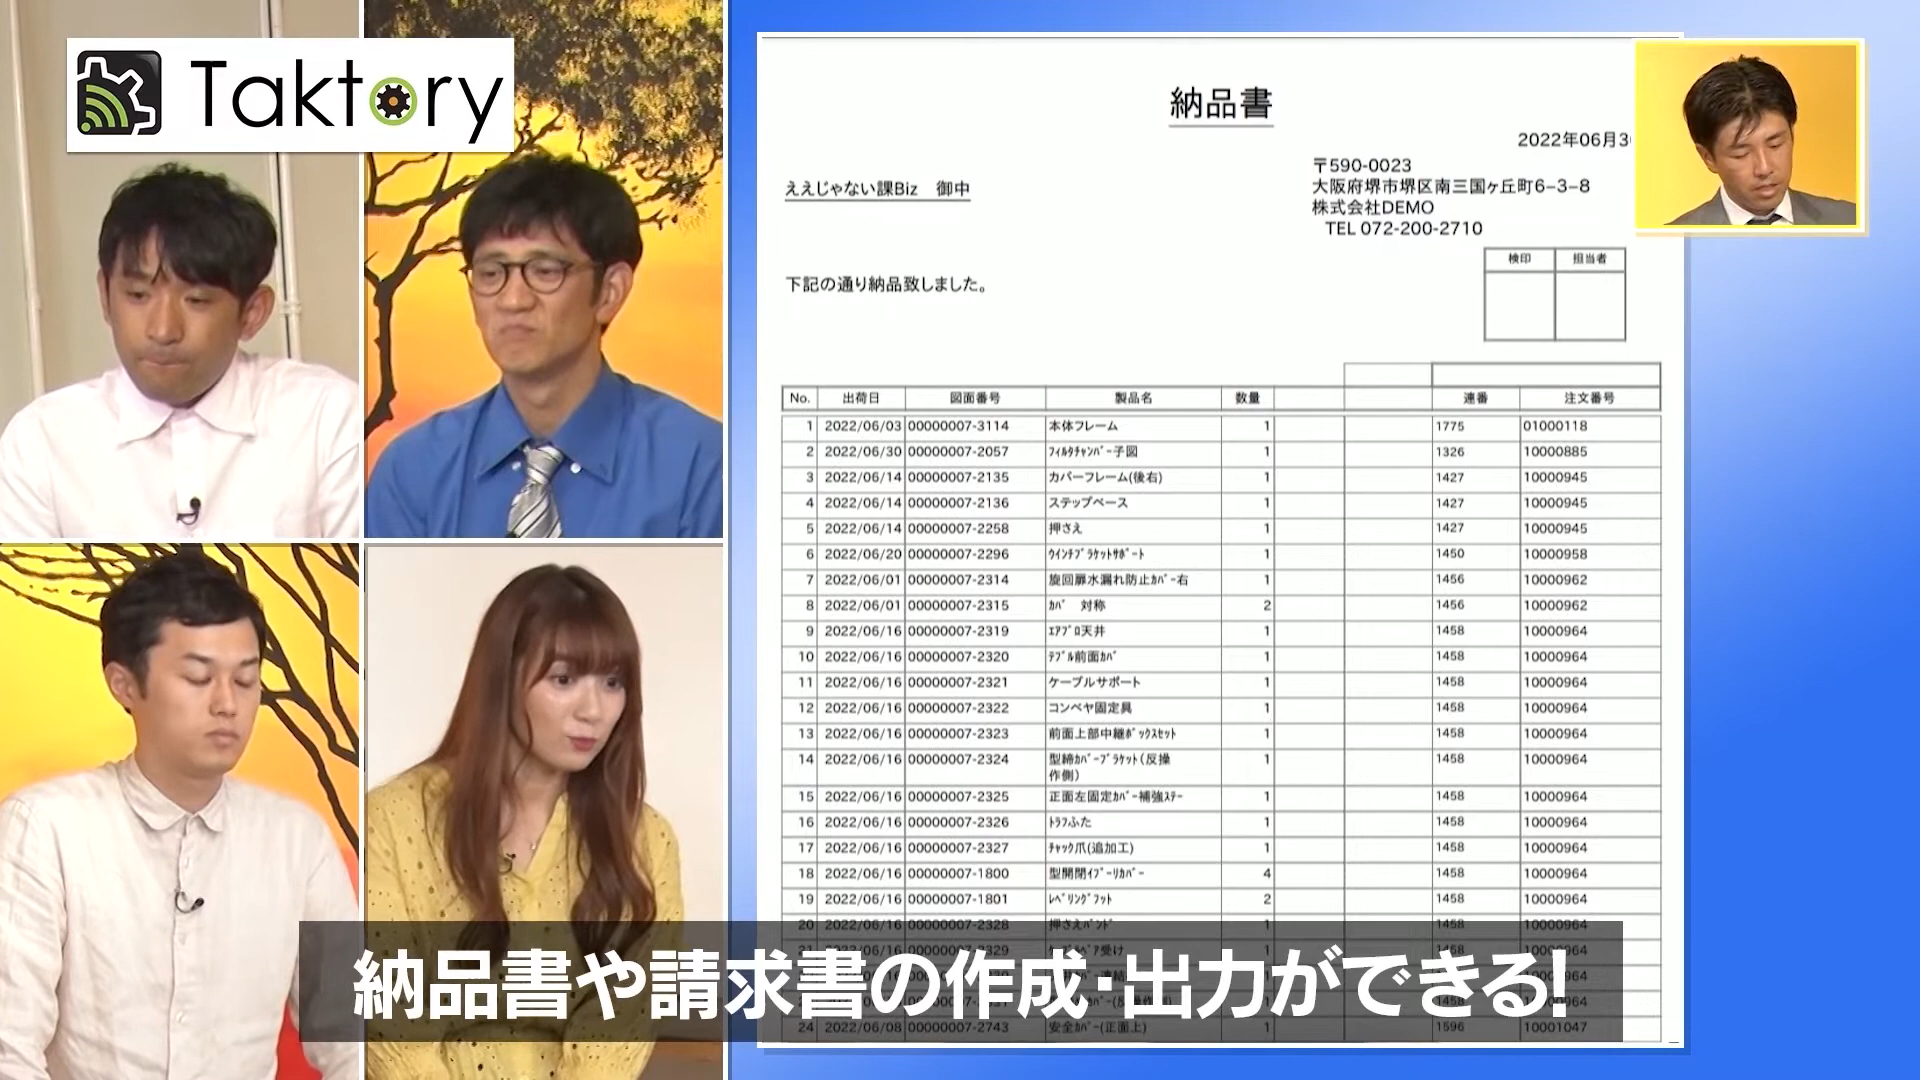 Taktory
納品書
2022年06月3
〒590-0023
大阪府堺市堺区南三国ヶ丘町6-3-8
株式会社DEMO
TEL 072-200-2710
ええじゃない課Biz 御中
検印 担当者
下記の通り納品致しました。
No. 出荷日 図面番号 製品名 数量 連番 注文番号
1 2022/06/03 00000007-3114 本体フレーム 1 1775 01000118
2 2022/06/30 00000007-2057 ﾌｨﾙﾀﾁｬﾝﾊﾞｰ子図 1 1326 10000885
3 2022/06/14 00000007-2135 カバーフレーム(後右) 1 1427 10000945
4 2022/06/14 00000007-2136 ステップベース 1 1427 10000945
5 2022/06/14 00000007-2258 押さえ 1 1427 10000945
6 2022/06/20 00000007-2296 ｳｲﾝﾁﾌﾞﾗｹｯﾄｻﾎﾟｰﾄ 1 1450 10000958
7 2022/06/01 00000007-2314 旋回扉水漏れ防止ｶﾊﾞｰ右 1 1456 10000962
8 2022/06/01 00000007-2315 ｶﾊﾞ 対称 2 1456 10000962
9 2022/06/16 00000007-2319 ｴｱﾌﾞﾛ天井 1 1458 10000964
10 2022/06/16 00000007-2320 ﾃﾌﾞﾙ前面ｶﾊﾞ 1 1458 10000964
11 2022/06/16 00000007-2321 ケーブルサポート 1 1458 10000964
12 2022/06/16 00000007-2322 コンベヤ固定具 1 1458 10000964
13 2022/06/16 00000007-2323 前面上部中継ﾎﾞｯｸｽｾｯﾄ 1 1458 10000964
14 2022/06/16 00000007-2324 型締ｶﾊﾞｰﾌﾞﾗｹｯﾄ(反操 1 1458 10000964
作側)
15 2022/06/16 00000007-2325 正面左固定ｶﾊﾞｰ補強ｽﾃｰ 1 1458 10000964
16 2022/06/16 00000007-2326 ﾄﾗﾌふた 1 1458 10000964
17 2022/06/16 00000007-2327 ﾁｬｯｸ爪(追加工) 1 1458 10000964
18 2022/06/16 00000007-1800 型開閉ｲﾌﾟｰﾘｶﾊﾞｰ 4 1458 10000964
19 2022/06/16 00000007-1801 ﾚﾍﾞﾘﾝｸﾞﾌｯﾄ 2 1458 10000964
20 2022/06/16 00000007-2328 押さえﾊﾞﾝﾄﾞ 1 1458 10000964
納品書や請求書の作成・出力ができる!
24 2022/06/08 00000007-2743 安全ｶﾊﾞｰ(正面上) 1 1596 10001047